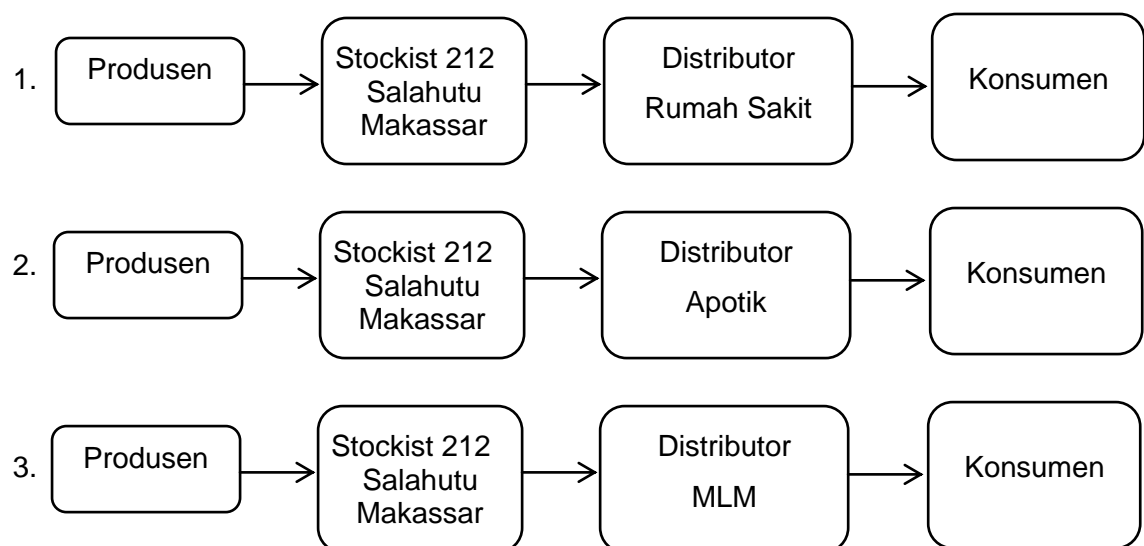 1.
Produsen
Stockist 212
Salahutu
Makassar
Distributor
Rumah Sakit
Konsumen
2.
Produsen
Stockist 212
Salahutu
Makassar
Distributor
Apotik
Konsumen
3.
Produsen
Stockist 212
Salahutu
Makassar
Distributor
MLM
Konsumen